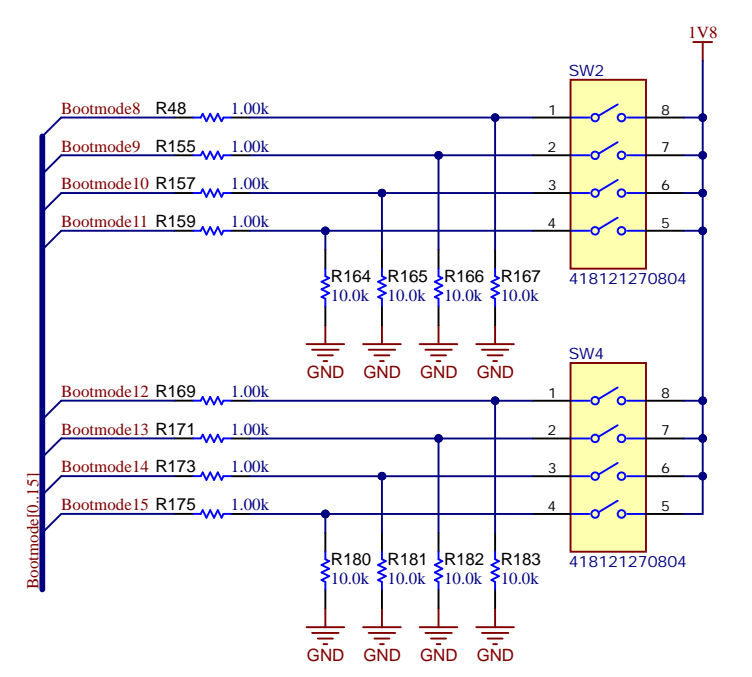 1V8
SW2
Bootmode8 R48 1.00k 1 8
Bootmode9 R155 1.00k 2 7
Bootmode10 R157 1.00k 3 6
Bootmode11 R159 1.00k 4 5
R164 R165 R166 R167
10.0k 10.0k 10.0k 10.0k
418121270804
GND GND GND GND
SW4
Bootmode12 R169 1.00k 1 8
Bootmode13 R171 1.00k 2 7
Bootmode14 R173 1.00k 3 6
Bootmode15 R175 1.00k 4 5
Bootmode[0..15]
R180 R181 R182 R183
10.0k 10.0k 10.0k 10.0k
418121270804
GND GND GND GND